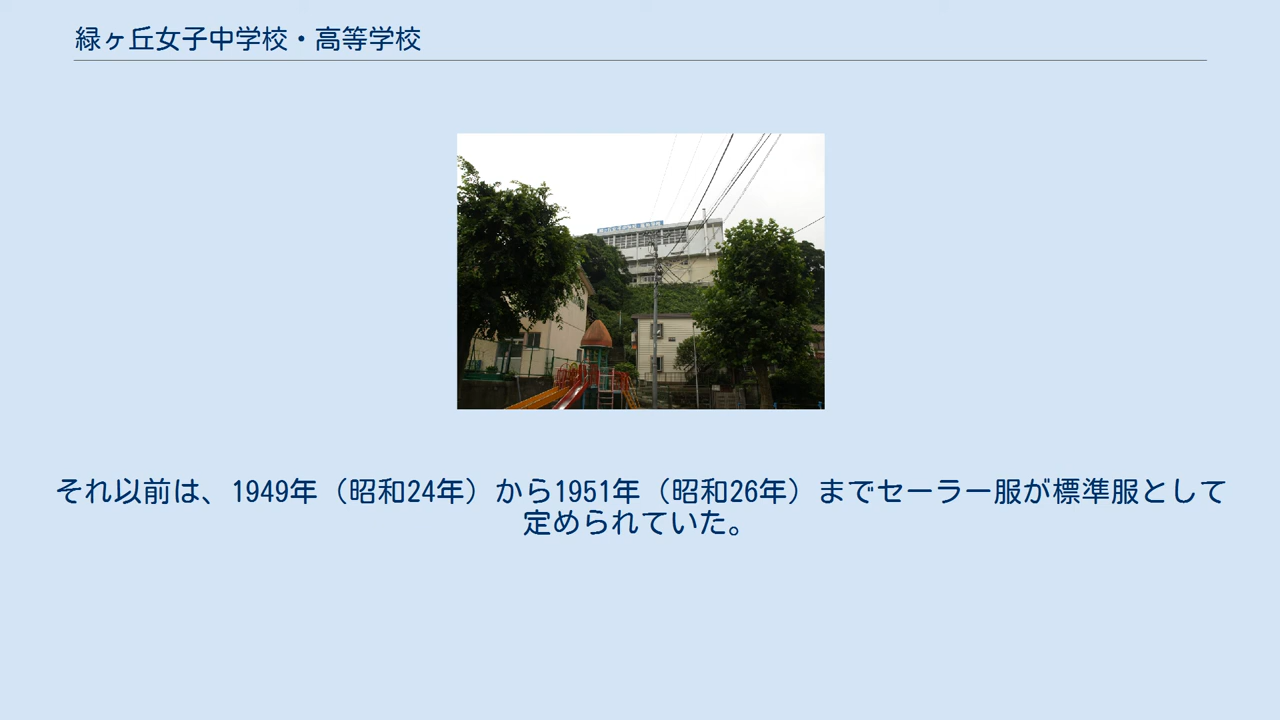 緑ヶ丘女子中学校・高等学校
それ以前は、1949年（昭和24年）から1951年（昭和26年）までセーラー服が標準服として
定められていた。